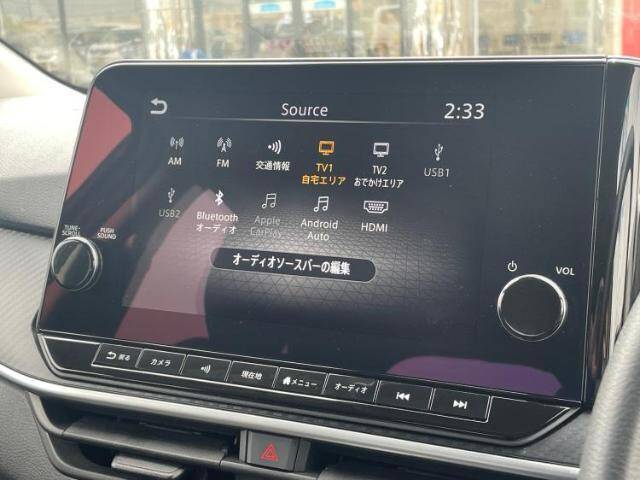 Source
2:33
AM
FM
交通情報
TV1
自宅エリア
TV2
おでかけエリア
USB1
USB2
Bluetooth
オーディオ
Apple
CarPlay
Android
Auto
HDMI
オーディオソースバーの編集
TUNE·
SCROLL
PUSH
SOUND
VOL
戻る
カメラ
現在地
メニュー
オーディオ